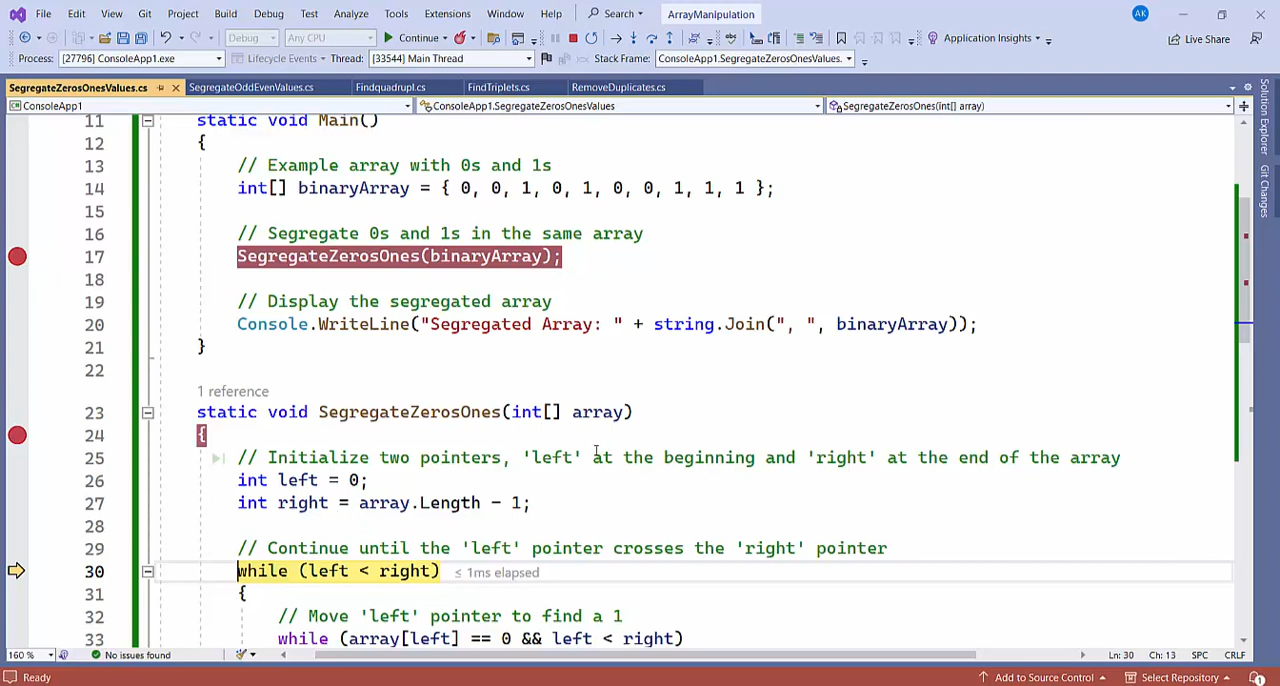 File Edit View Git Project Build Debug Test Analyze Tools Extensions Window Help Search ArrayManipulation AK
Debug Any CPU Continue Application Insights Live Share
Process: [27796] ConsoleApp1.exe Lifecycle Events Thread: [33544] Main Thread Stack Frame: ConsoleApp1.SegregateZerosOnesValues.
SegregateZerosOnesValues.cs SegregateOddEvenValues.cs Findquadrupl.cs FindTriplets.cs RemoveDuplicates.cs
ConsoleApp1 ConsoleApp1.SegregateZerosOnesValues SegregateZerosOnes(int[] array)
Solution Explorer
Git Changes
11 static void Main()
12 {
13 // Example array with 0s and 1s
14 int[] binaryArray = { 0, 0, 1, 0, 1, 0, 0, 1, 1, 1 };
15
16 // Segregate 0s and 1s in the same array
17 SegregateZerosOnes(binaryArray);
18
19 // Display the segregated array
20 Console.WriteLine("Segregated Array: " + string.Join(", ", binaryArray));
21 }
22
1 reference
23 static void SegregateZerosOnes(int[] array)
24 {
25 // Initialize two pointers, 'left' at the beginning and 'right' at the end of the array
26 int left = 0;
27 int right = array.Length - 1;
28
29 // Continue until the 'left' pointer crosses the 'right' pointer
30 while (left < right) ≤ 1ms elapsed
31 {
32 // Move 'left' pointer to find a 1
33 while (array[left] == 0 && left < right)
160 % No issues found Ln: 30 Ch: 13 SPC CRLF
Ready Add to Source Control Select Repository 1